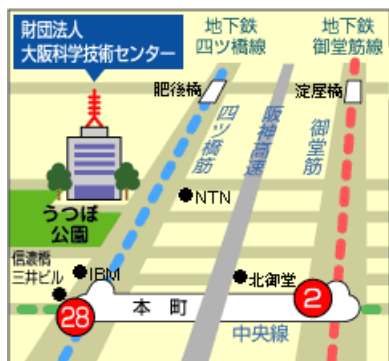 財団法人
大阪科学技術センター
地下鉄
四ツ橋線
地下鉄
御堂筋線
肥後橋
淀屋橋
四ツ橋筋
阪神高速
御堂筋
NTN
うつぼ
公園
信濃橋
三井ビル
IBM
北御堂
28
本町
2
中央線